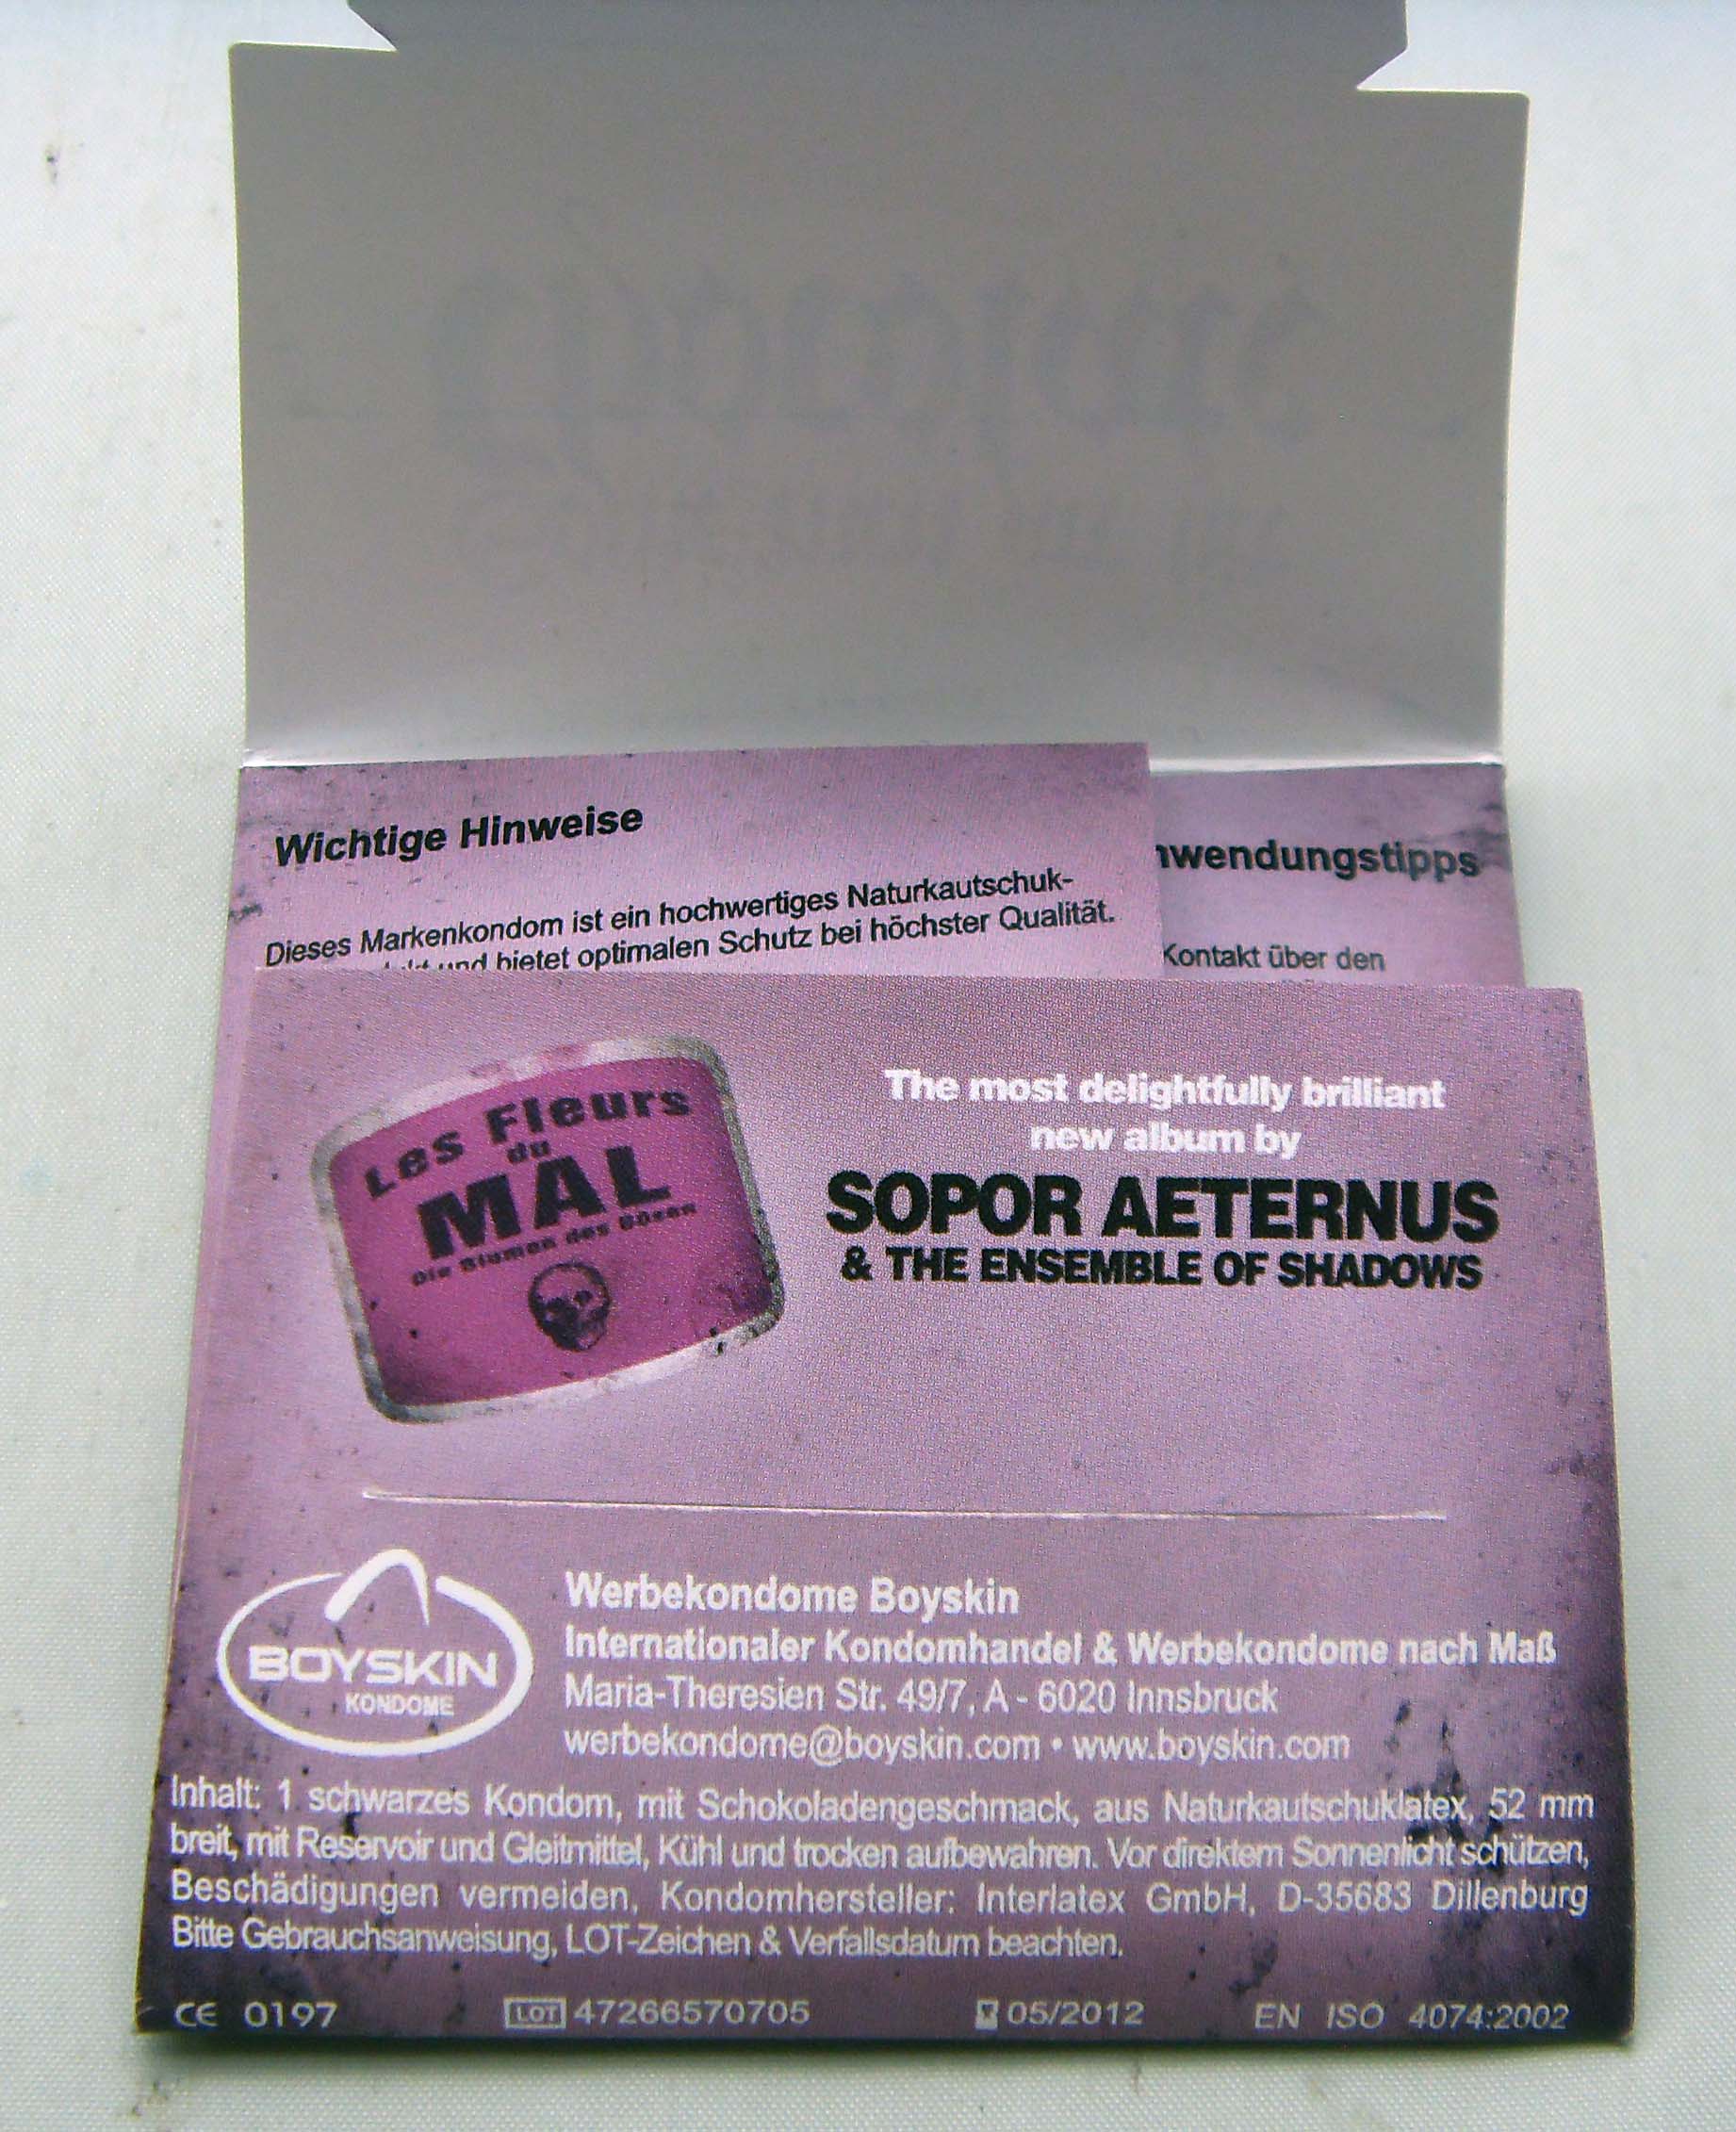 Wichtige Hinweise
Dieses Markenkondom ist ein hochwertiges Naturkautschuk-
und bietet optimalen Schutz bei höchster Qualität.
nwendungstipps
Kontakt über den
Les Fleurs
du
MAL
Die Blumen des Bösen
The most delightfully brilliant
new album by
SOPOR AETERNUS
& THE ENSEMBLE OF SHADOWS
BOYSKIN
KONDOME
Werbekondome Boyskin
Internationaler Kondomhandel & Werbekondome nach Maß
Maria-Theresien Str. 49/7, A - 6020 Innsbruck
werbekondome@boyskin.com • www.boyskin.com
Inhalt: 1 schwarzes Kondom, mit Schokoladengeschmack, aus Naturkautschuklatex, 52 mm
breit, mit Reservoir und Gleitmittel, Kühl und trocken aufbewahren. Vor direktem Sonnenlicht schützen,
Beschädigungen vermeiden, Kondomhersteller: Interlatex GmbH, D-35683 Dillenburg
Bitte Gebrauchsanweisung, LOT-Zeichen & Verfallsdatum beachten.
CE 0197
LOT 47266570705
05/2012
EN ISO 4074:2002